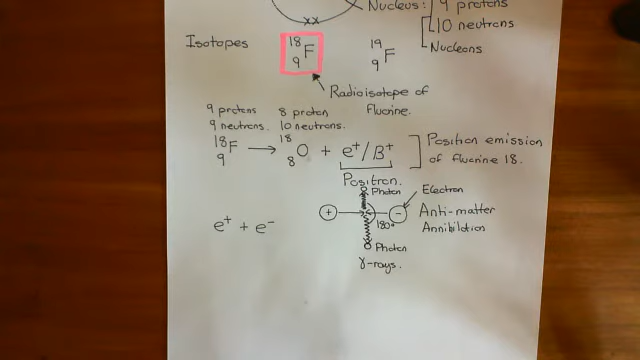 xx
Nucleus: 9 protons
10 neutrons
Nucleons
Isotopes
18 9 F
19 9 F
Radioisotope of
fluorine.
9 protons 8 proton
9 neutrons. 10 neutrons.
18 9 F → 18 8 O + e⁺/β⁺
Positron.
Positron emission
of fluorine 18.
Photon
Electron
+
−
180°
Anti-matter
Annihilation
e⁺ + e⁻
Photon
γ-rays.